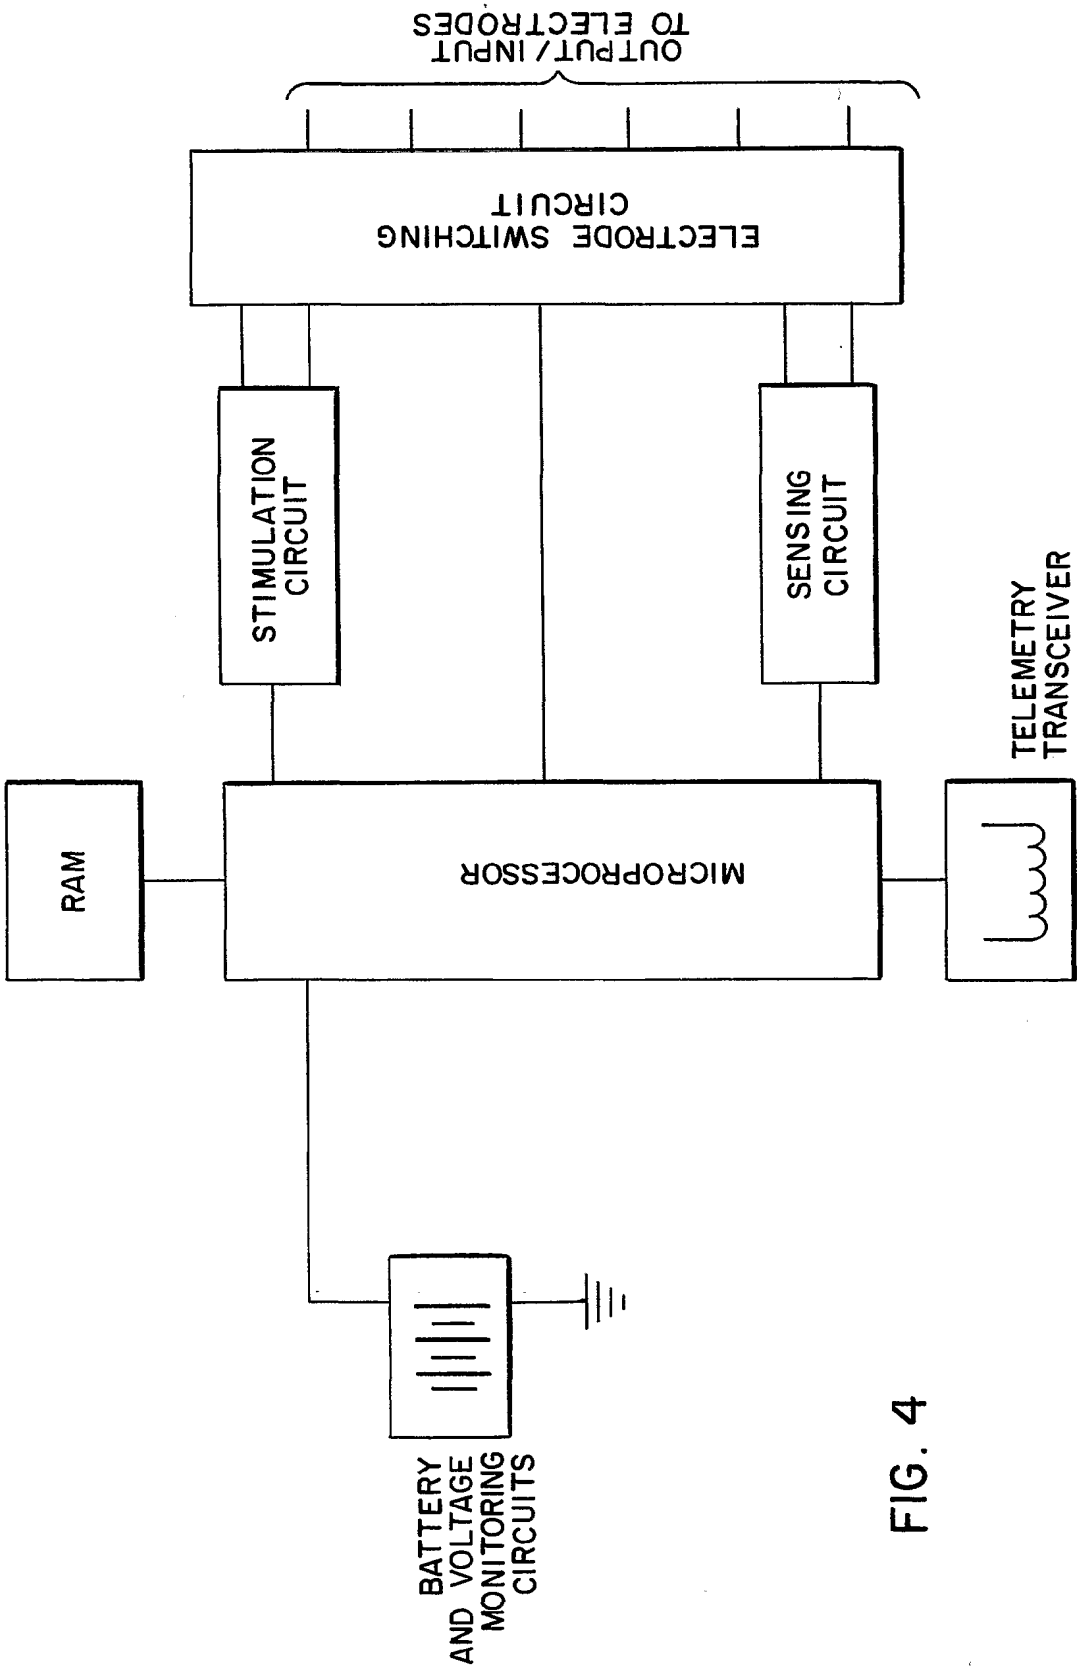 RAM
STIMULATION
CIRCUIT
ELECTRODE SWITCHING
CIRCUIT
OUTPUT/INPUT
TO ELECTRODES
MICROPROCESSOR
SENSING
CIRCUIT
TELEMETRY
TRANSCEIVER
BATTERY
AND VOLTAGE
MONITORING
CIRCUITS
FIG. 4